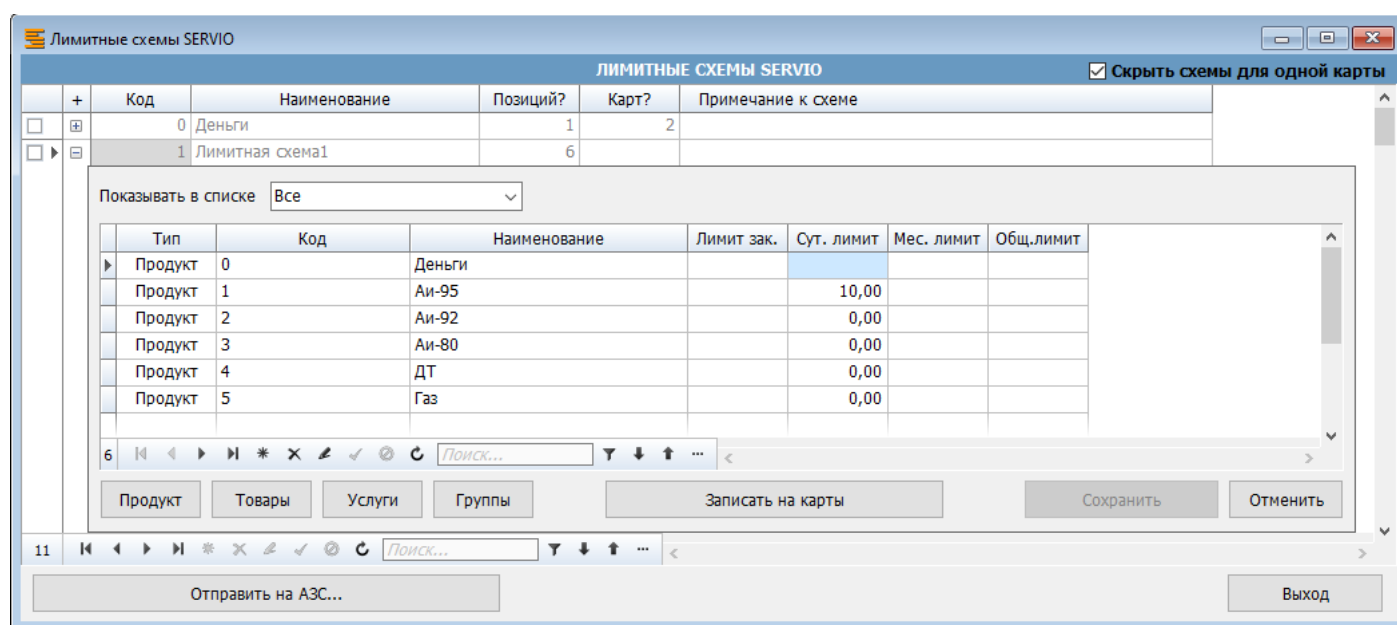 Лимитные схемы SERVIO
ЛИМИТНЫЕ СХЕМЫ SERVIO Скрыть схемы для одной карты
+ Код Наименование Позиций? Карт? Примечание к схеме
0 Деньги 1 2
1 Лимитная схема1 6
Показывать в списке Все
Тип Код Наименование Лимит зак. Сут. лимит Мес. лимит Общ.лимит
Продукт 0 Деньги
Продукт 1 Аи-95 10,00
Продукт 2 Аи-92 0,00
Продукт 3 Аи-80 0,00
Продукт 4 ДТ 0,00
Продукт 5 Газ 0,00
6 Поиск...
Продукт Товары Услуги Группы Записать на карты Сохранить Отменить
11 Поиск...
Отправить на АЗС... Выход